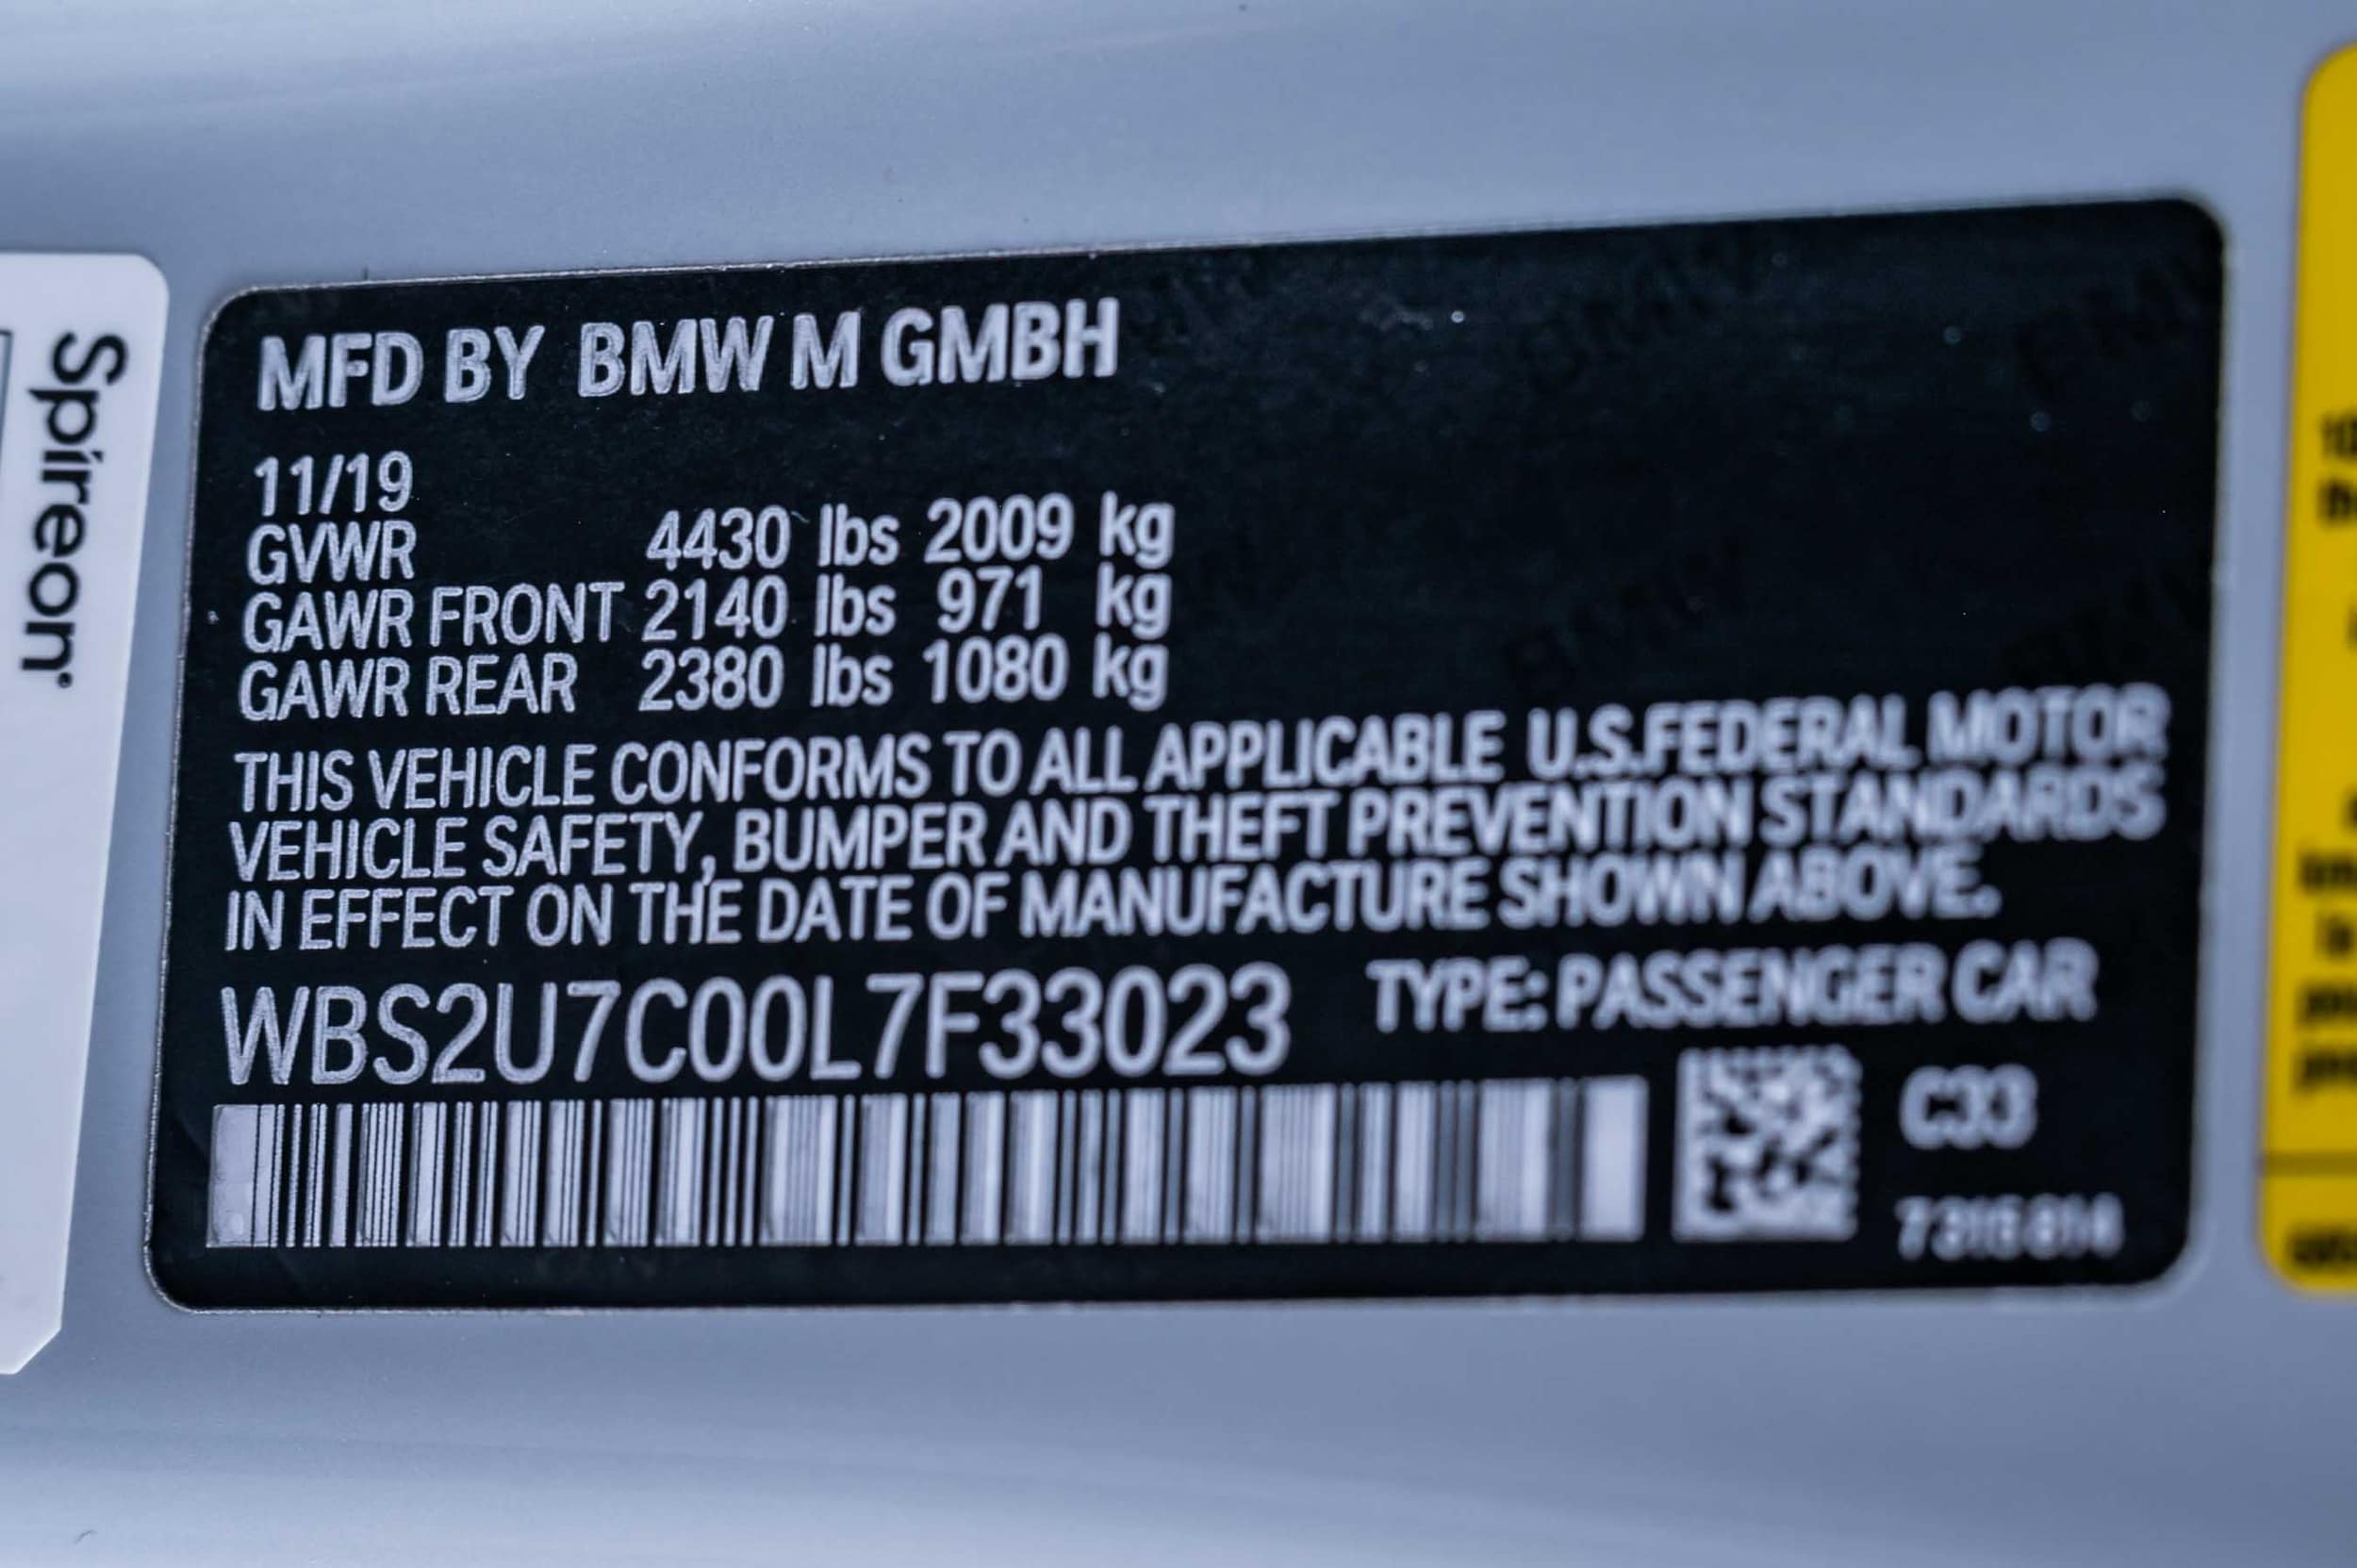 Spireon
MFD BY BMW M GMBH
11/19
GVWR 4430 lbs 2009 kg
GAWR FRONT 2140 lbs 971 kg
GAWR REAR 2380 lbs 1080 kg
THIS VEHICLE CONFORMS TO ALL APPLICABLE U.S.FEDERAL MOTOR
VEHICLE SAFETY, BUMPER AND THEFT PREVENTION STANDARDS
IN EFFECT ON THE DATE OF MANUFACTURE SHOWN ABOVE.
WBS2U7C00L7F33023 TYPE: PASSENGER CAR
C33